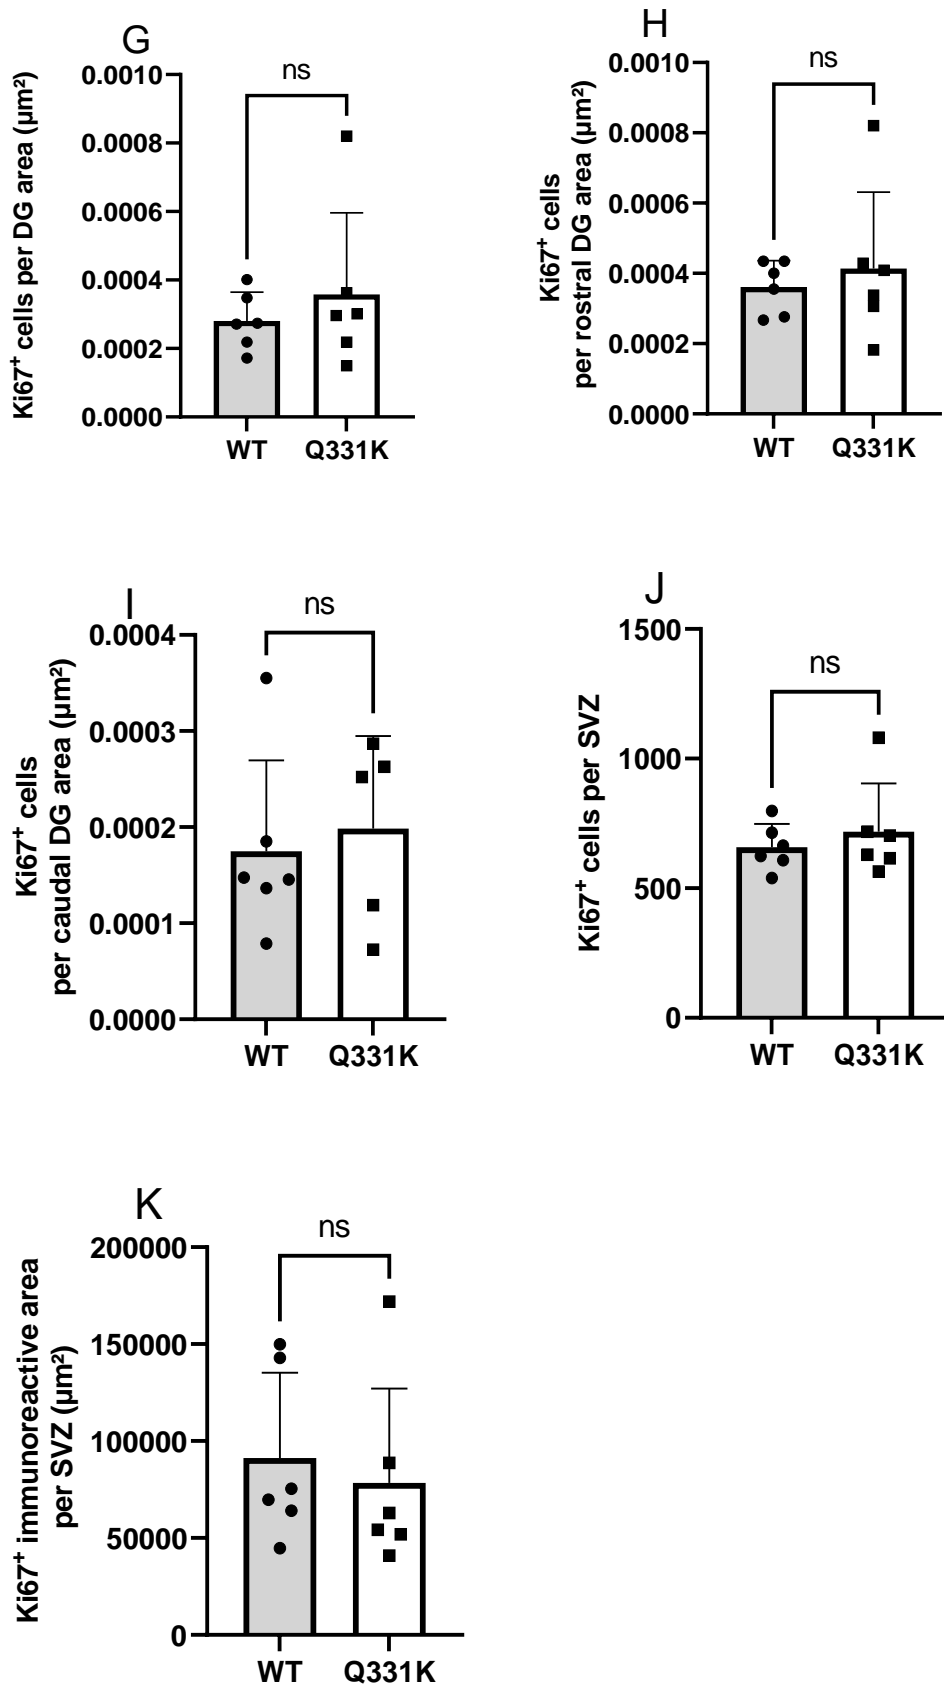 G
ns
Ki67⁺ cells per DG area (µm²)
0.0010
0.0008
0.0006
0.0004
0.0002
0.0000
WT Q331K
H
ns
Ki67⁺ cells
per rostral DG area (µm²)
0.0010
0.0008
0.0006
0.0004
0.0002
0.0000
WT Q331K
I
ns
Ki67⁺ cells
per caudal DG area (µm²)
0.0004
0.0003
0.0002
0.0001
0.0000
WT Q331K
J
ns
Ki67⁺ cells per SVZ
1500
1000
500
0
WT Q331K
K
ns
Ki67⁺ immunoreactive area
per SVZ (µm²)
200000
150000
100000
50000
0
WT Q331K